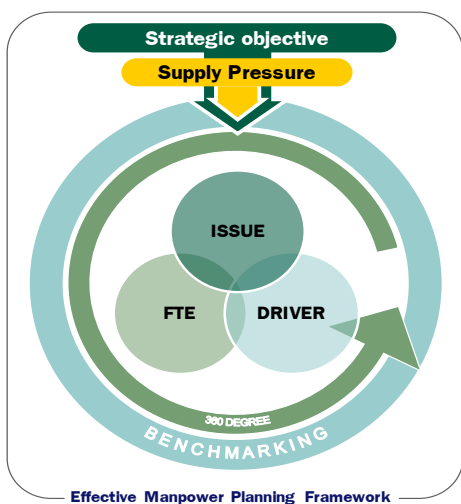 Strategic objective
Supply Pressure
ISSUE
FTE
DRIVER
360 DEGREE
BENCHMARKING
Effective Manpower Planning Framework